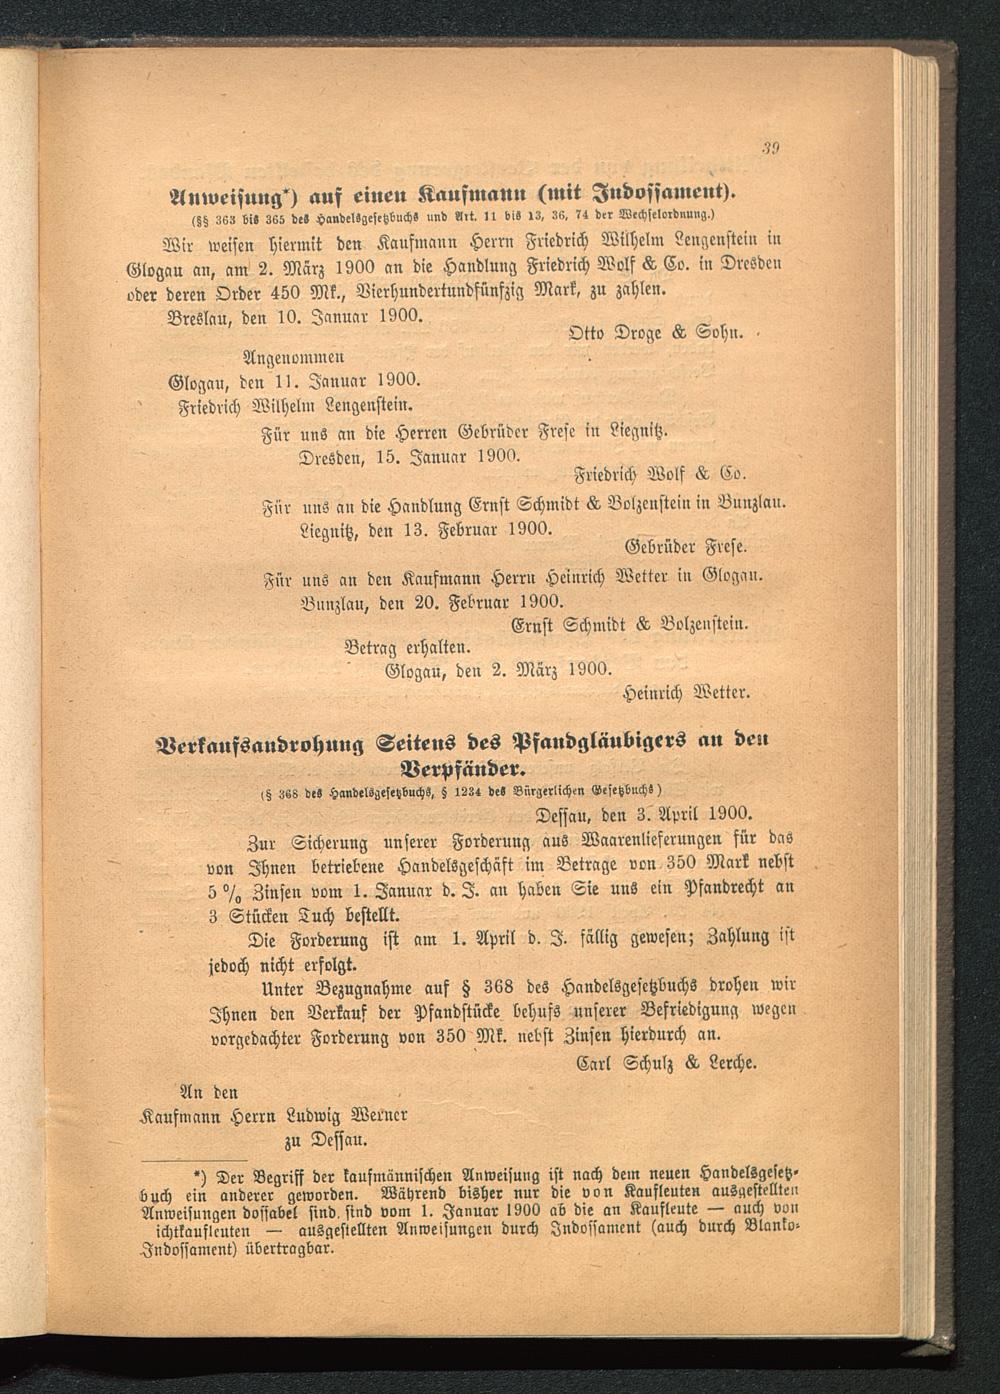 39
Anweisung*) auf einen Kaufmann (mit Indossament).
(§§ 363 bis 365 des Handelsgesetzbuchs und Art. 11 bis 13, 36, 74 der Wechselordnung.)
Wir weisen hiermit den Kaufmann Herrn Friedrich Wilhelm Lengenstein in
Glogau an, am 2. März 1900 an die Handlung Friedrich Wolf & Co. in Dresden
oder deren Order 450 Mk., Vierhundertundfünfzig Mark, zu zahlen.
Breslau, den 10. Januar 1900.
Otto Droge & Sohn.
Angenommen
Glogau, den 11. Januar 1900.
Friedrich Wilhelm Lengenstein.
Für uns an die Herren Gebrüder Frese in Liegnitz.
Dresden, 15. Januar 1900.
Friedrich Wolf & Co.
Für uns an die Handlung Ernst Schmidt & Bolzenstein in Bunzlau.
Liegnitz, den 13. Februar 1900.
Gebrüder Frese.
Für uns an den Kaufmann Herrn Heinrich Wetter in Glogau.
Bunzlau, den 20. Februar 1900.
Ernst Schmidt & Bolzenstein.
Betrag erhalten.
Glogau, den 2. März 1900.
Heinrich Wetter.
Verkaufsandrohung Seitens des Pfandgläubigers an den
Verpfänder.
(§ 368 des Handelsgesetzbuchs, § 1234 des Bürgerlichen Gesetzbuchs)
Dessau, den 3. April 1900.
Zur Sicherung unserer Forderung aus Waarenlieferungen für das
von Ihnen betriebene Handelsgeschäft im Betrage von 350 Mark nebst
5 % Zinsen vom 1. Januar d. J. an haben Sie uns ein Pfandrecht an
3 Stücken Tuch bestellt.
Die Forderung ist am 1. April d. J. fällig gewesen; Zahlung ist
jedoch nicht erfolgt.
Unter Bezugnahme auf § 368 des Handelsgesetzbuchs drohen wir
Ihnen den Verkauf der Pfandstücke behufs unserer Befriedigung wegen
vorgedachter Forderung von 350 Mk. nebst Zinsen hierdurch an.
Carl Schulz & Lerche.
An den
Kaufmann Herrn Ludwig Werner
zu Dessau.
*) Der Begriff der kaufmännischen Anweisung ist nach dem neuen Handelsgesetz-
buch ein anderer geworden. Während bisher nur die von Kaufleuten ausgestellten
Anweisungen dossabel sind, sind vom 1. Januar 1900 ab die an Kaufleute — auch von
ichtkaufleuten — ausgestellten Anweisungen durch Indossament (auch durch Blanko-
Indossament) übertragbar.